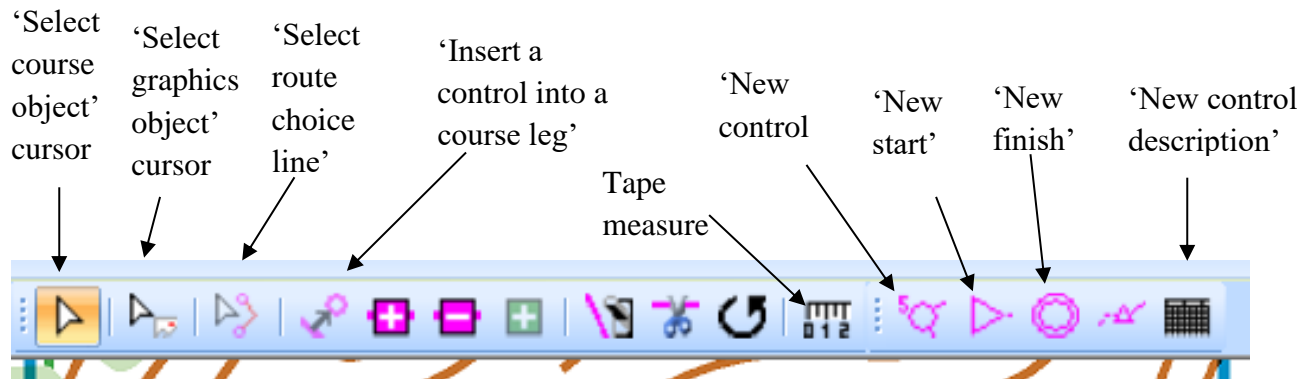 ‘Select
course
object’
cursor
‘Select
graphics
object’
cursor
‘Select
route
choice
line’
‘Insert a
control into a
course leg’
Tape
measure
‘New
control
‘New
start’
‘New
finish’
‘New control
description’
0 1 2
5